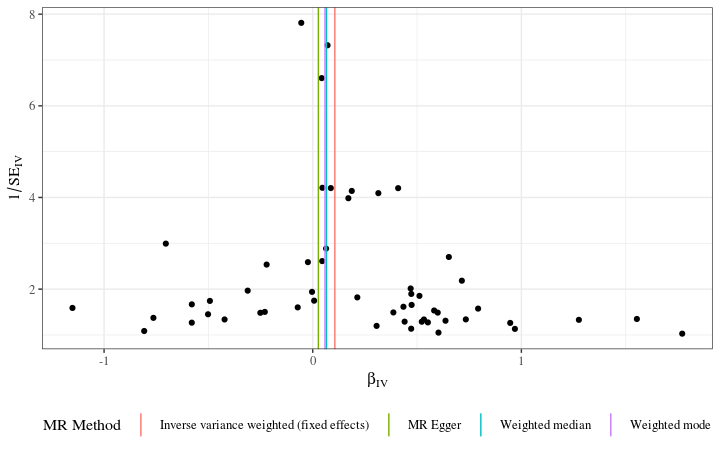 8
6
4
2
1/SE_IV
-1
0
1
β_IV
MR Method
Inverse variance weighted (fixed effects)
MR Egger
Weighted median
Weighted mode